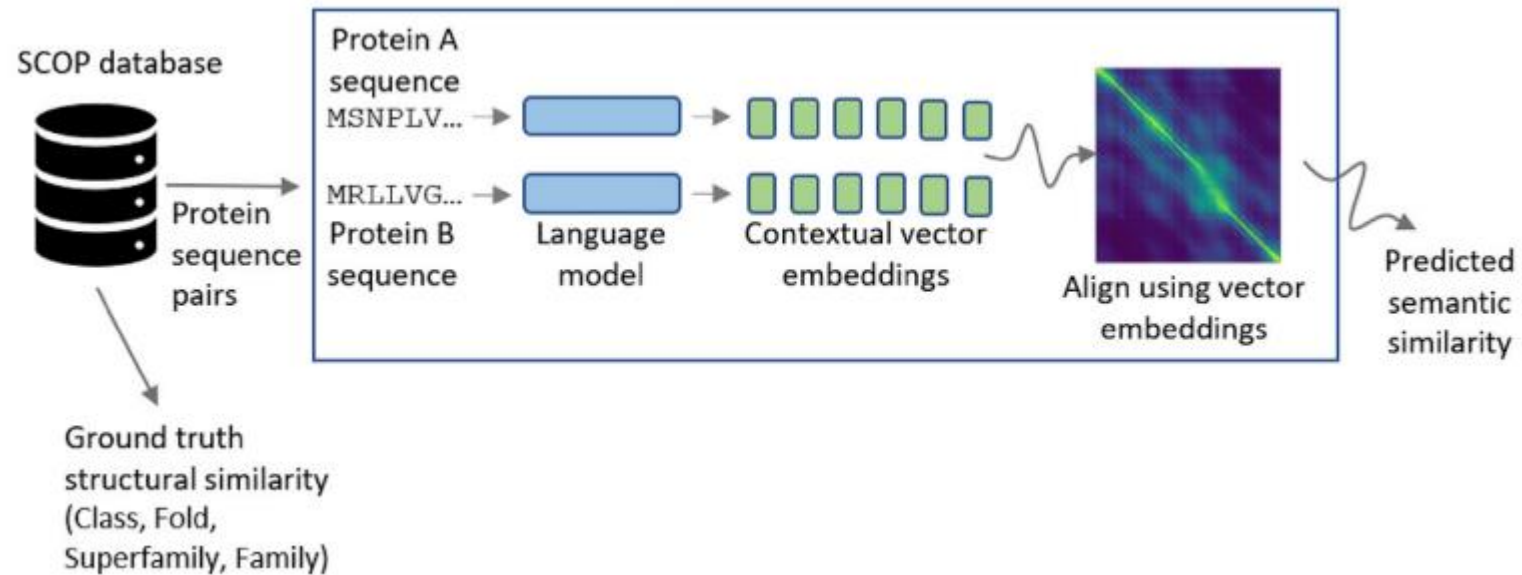 SCOP database
Protein
sequence
pairs
Ground truth
structural similarity
(Class, Fold,
Superfamily, Family)
Protein A
sequence
MSNPLV...
MRLLVG...
Protein B
sequence
Language
model
Contextual vector
embeddings
Align using vector
embeddings
Predicted
semantic
similarity